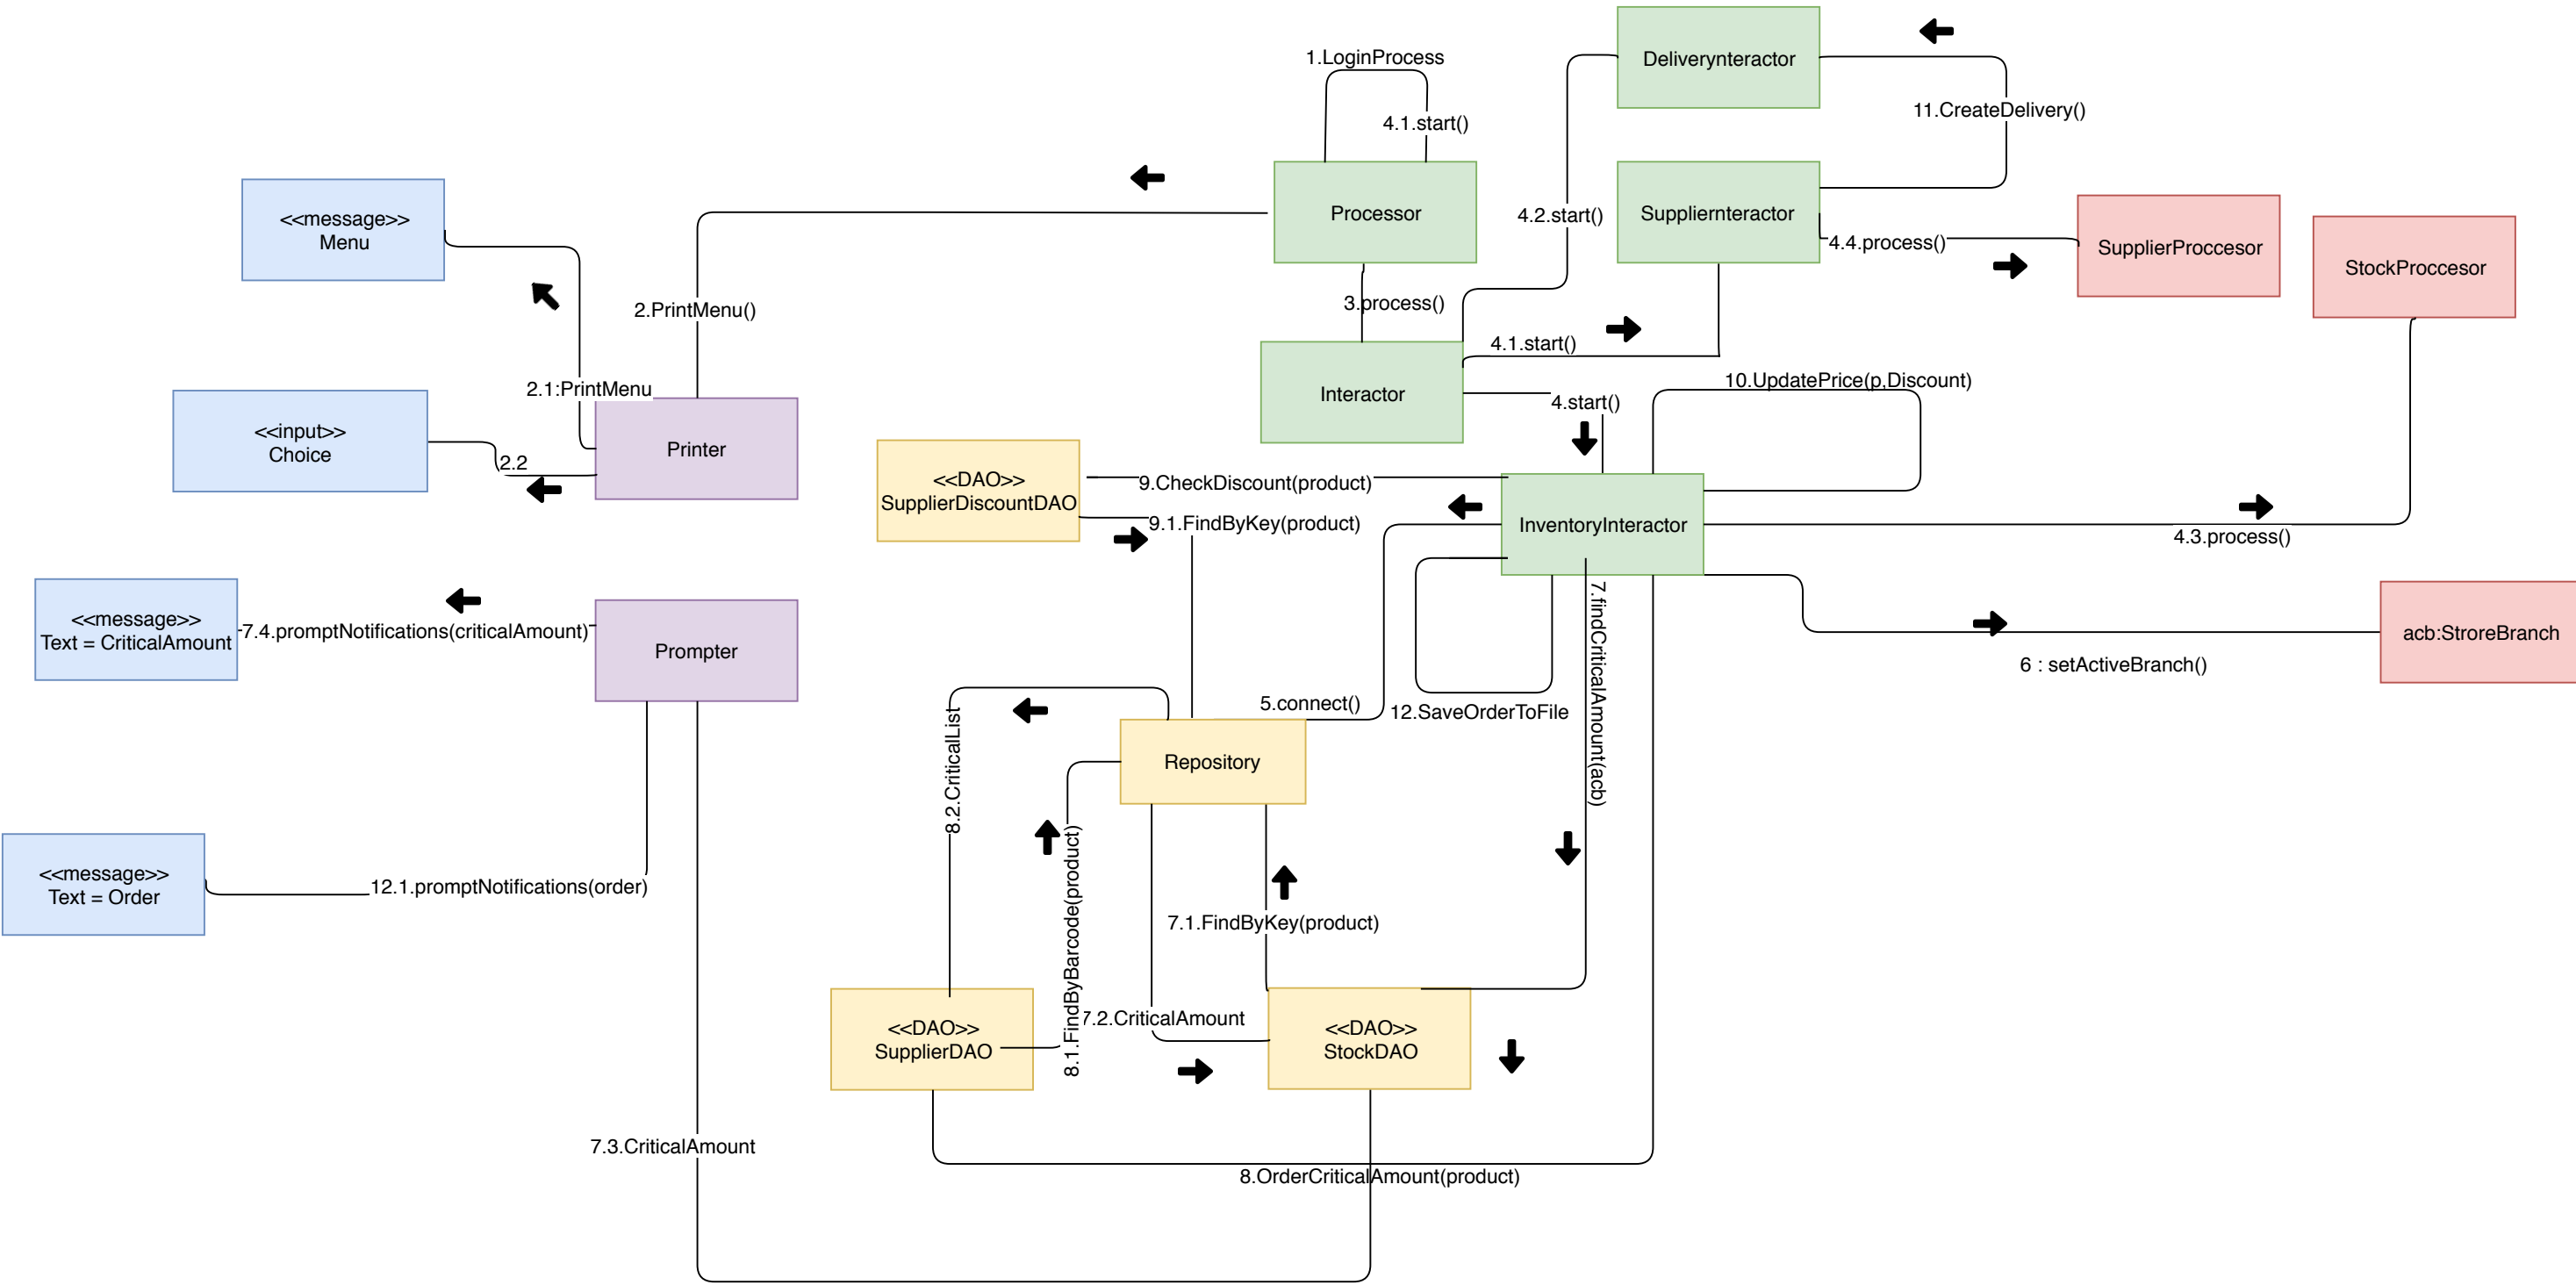 Deliverynteractor
1.LoginProcess
11.CreateDelivery()
4.1.start()
<<message>>
Menu
Processor
4.2.start()
Suppliernteractor
4.4.process()
SupplierProccesor
StockProccesor
2.PrintMenu()
3.process()
4.1.start()
2.1:PrintMenu
Interactor
4.start()
10.UpdatePrice(p,Discount)
<<input>>
Choice
2.2
Printer
<<DAO>>
SupplierDiscountDAO
9.CheckDiscount(product)
9.1.FindByKey(product)
InventoryInteractor
4.3.process()
<<message>>
Text = CriticalAmount
7.4.promptNotifications(criticalAmount)
Prompter
7.findCriticalAmount(acb)
acb:StroreBranch
6 : setActiveBranch()
5.connect()
12.SaveOrderToFile
8.2.CriticalList
Repository
<<message>>
Text = Order
12.1.promptNotifications(order)
8.1.FindByBarcode(product)
7.1.FindByKey(product)
7.2.CriticalAmount
<<DAO>>
SupplierDAO
<<DAO>>
StockDAO
7.3.CriticalAmount
8.OrderCriticalAmount(product)